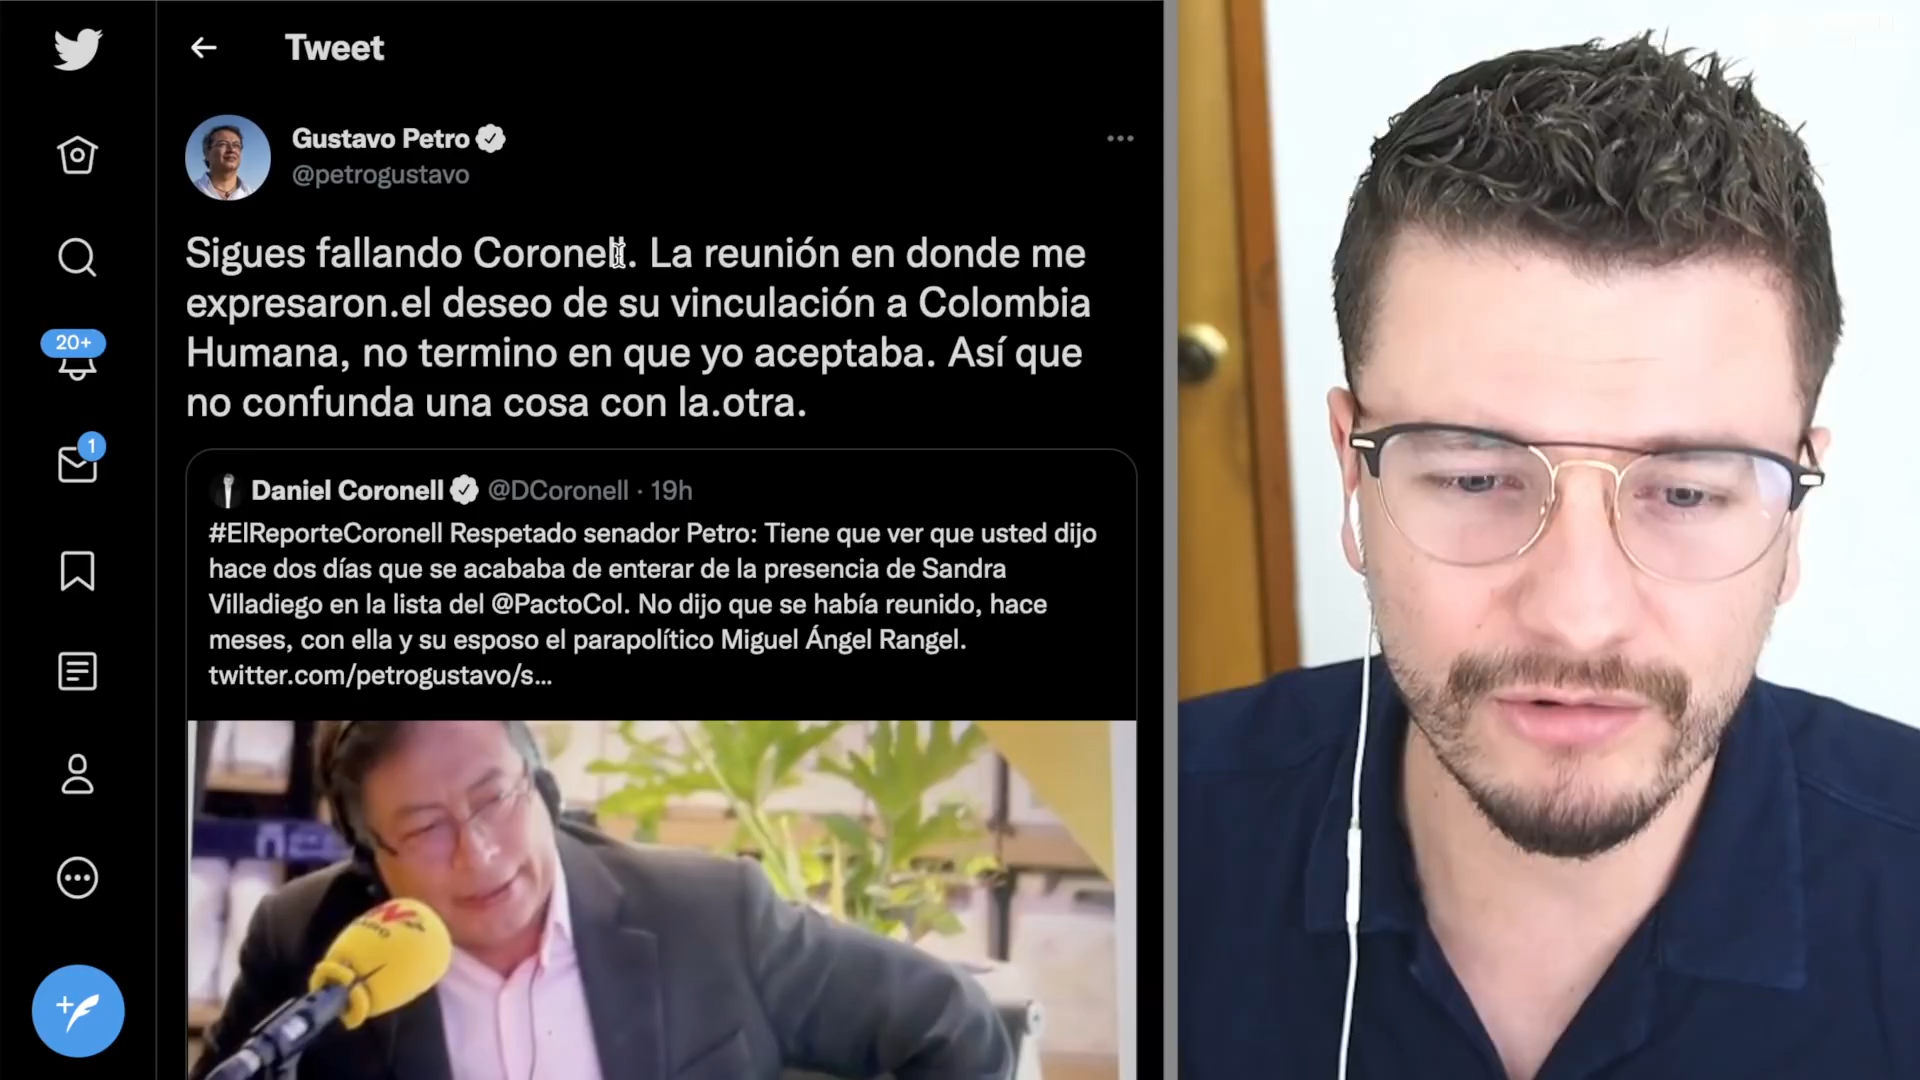 Tweet
Gustavo Petro
@petrogustavo
Sigues fallando Coronell. La reunión en donde me
expresaron.el deseo de su vinculación a Colombia
Humana, no termino en que yo aceptaba. Así que
no confunda una cosa con la.otra.
20+
1
Daniel Coronell @DCoronell · 19h
#ElReporteCoronell Respetado senador Petro: Tiene que ver que usted dijo
hace dos días que se acababa de enterar de la presencia de Sandra
Villadiego en la lista del @PactoCol. No dijo que se había reunido, hace
meses, con ella y su esposo el parapolítico Miguel Ángel Rangel.
twitter.com/petrogustavo/s...